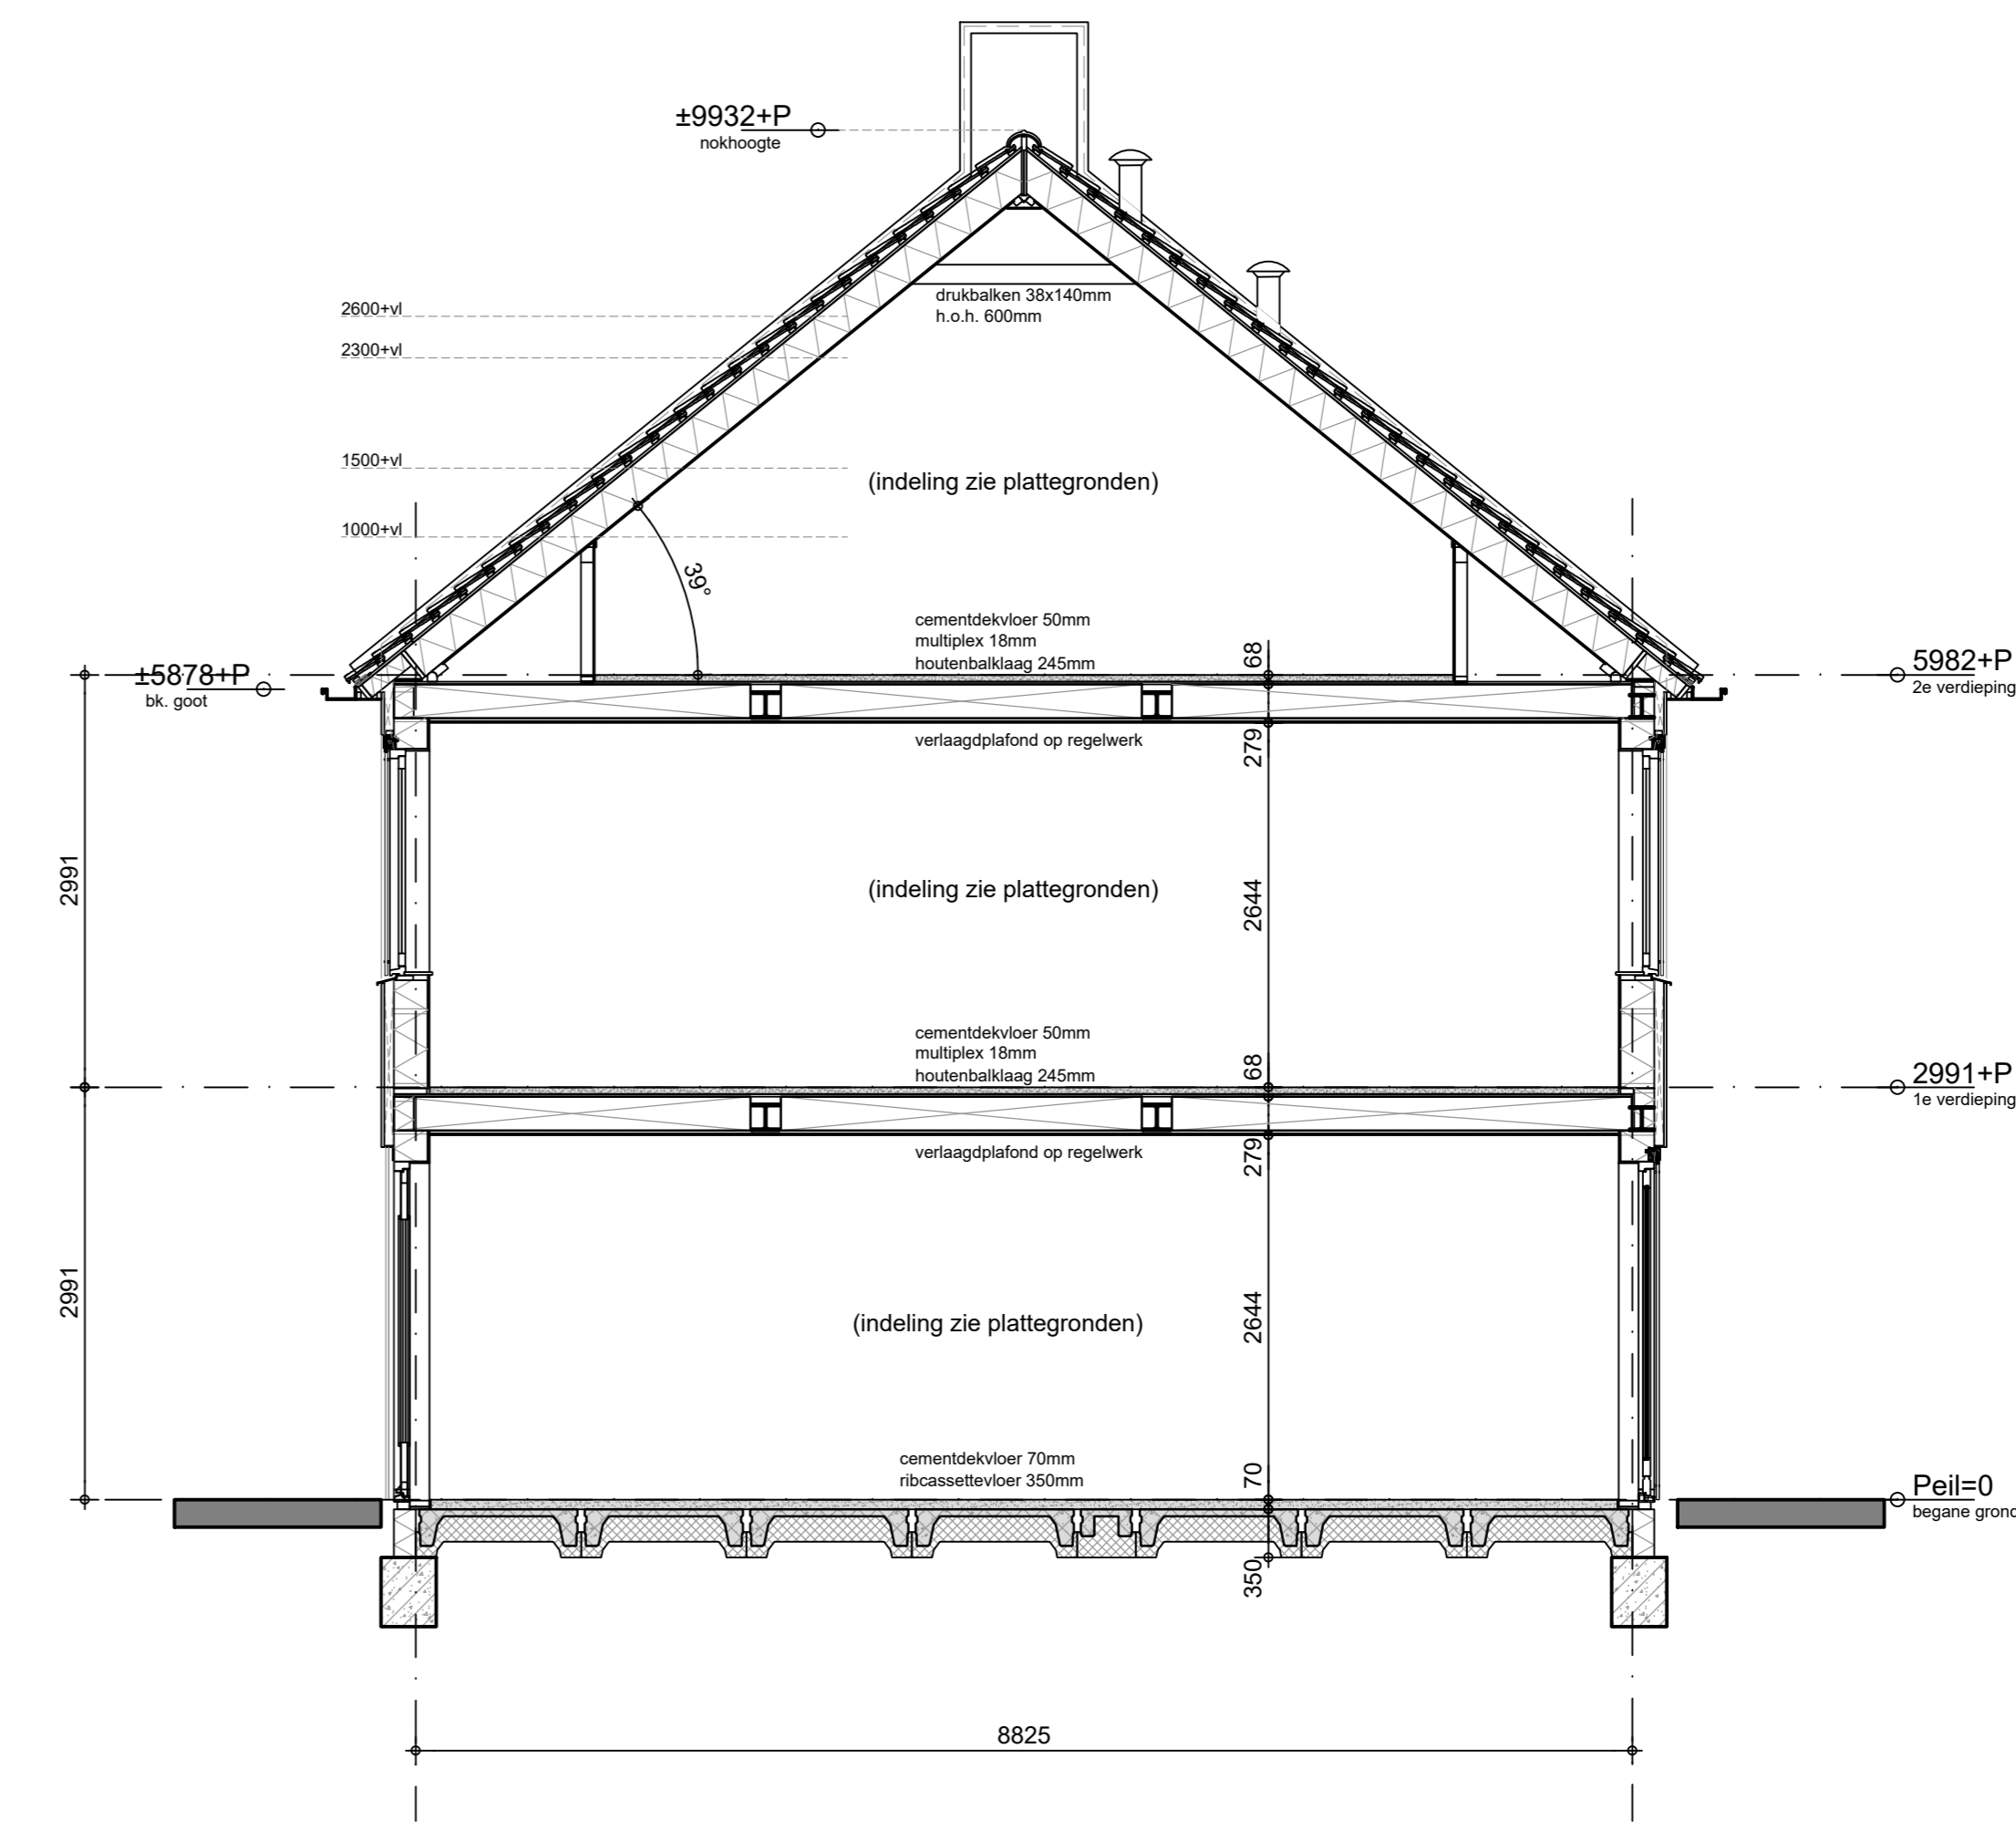 ±9932+P
nokhoogte
drukbalken 38x140mm
h.o.h. 600mm
2600+vl
2300+vl
1500+vl
1000+vl
(indeling zie plattegronden)
39°
cementdekvloer 50mm
multiplex 18mm
houtenbalklaag 245mm
68
±5878+P
bk. goot
5982+P
2e verdieping
verlaagdplafond op regelwerk
279
2991
(indeling zie plattegronden)
2644
cementdekvloer 50mm
multiplex 18mm
houtenbalklaag 245mm
68
2991+P
1e verdieping
verlaagdplafond op regelwerk
279
2991
(indeling zie plattegronden)
2644
cementdekvloer 70mm
ribcassettevloer 350mm
70
Peil=0
begane grond
350
8825